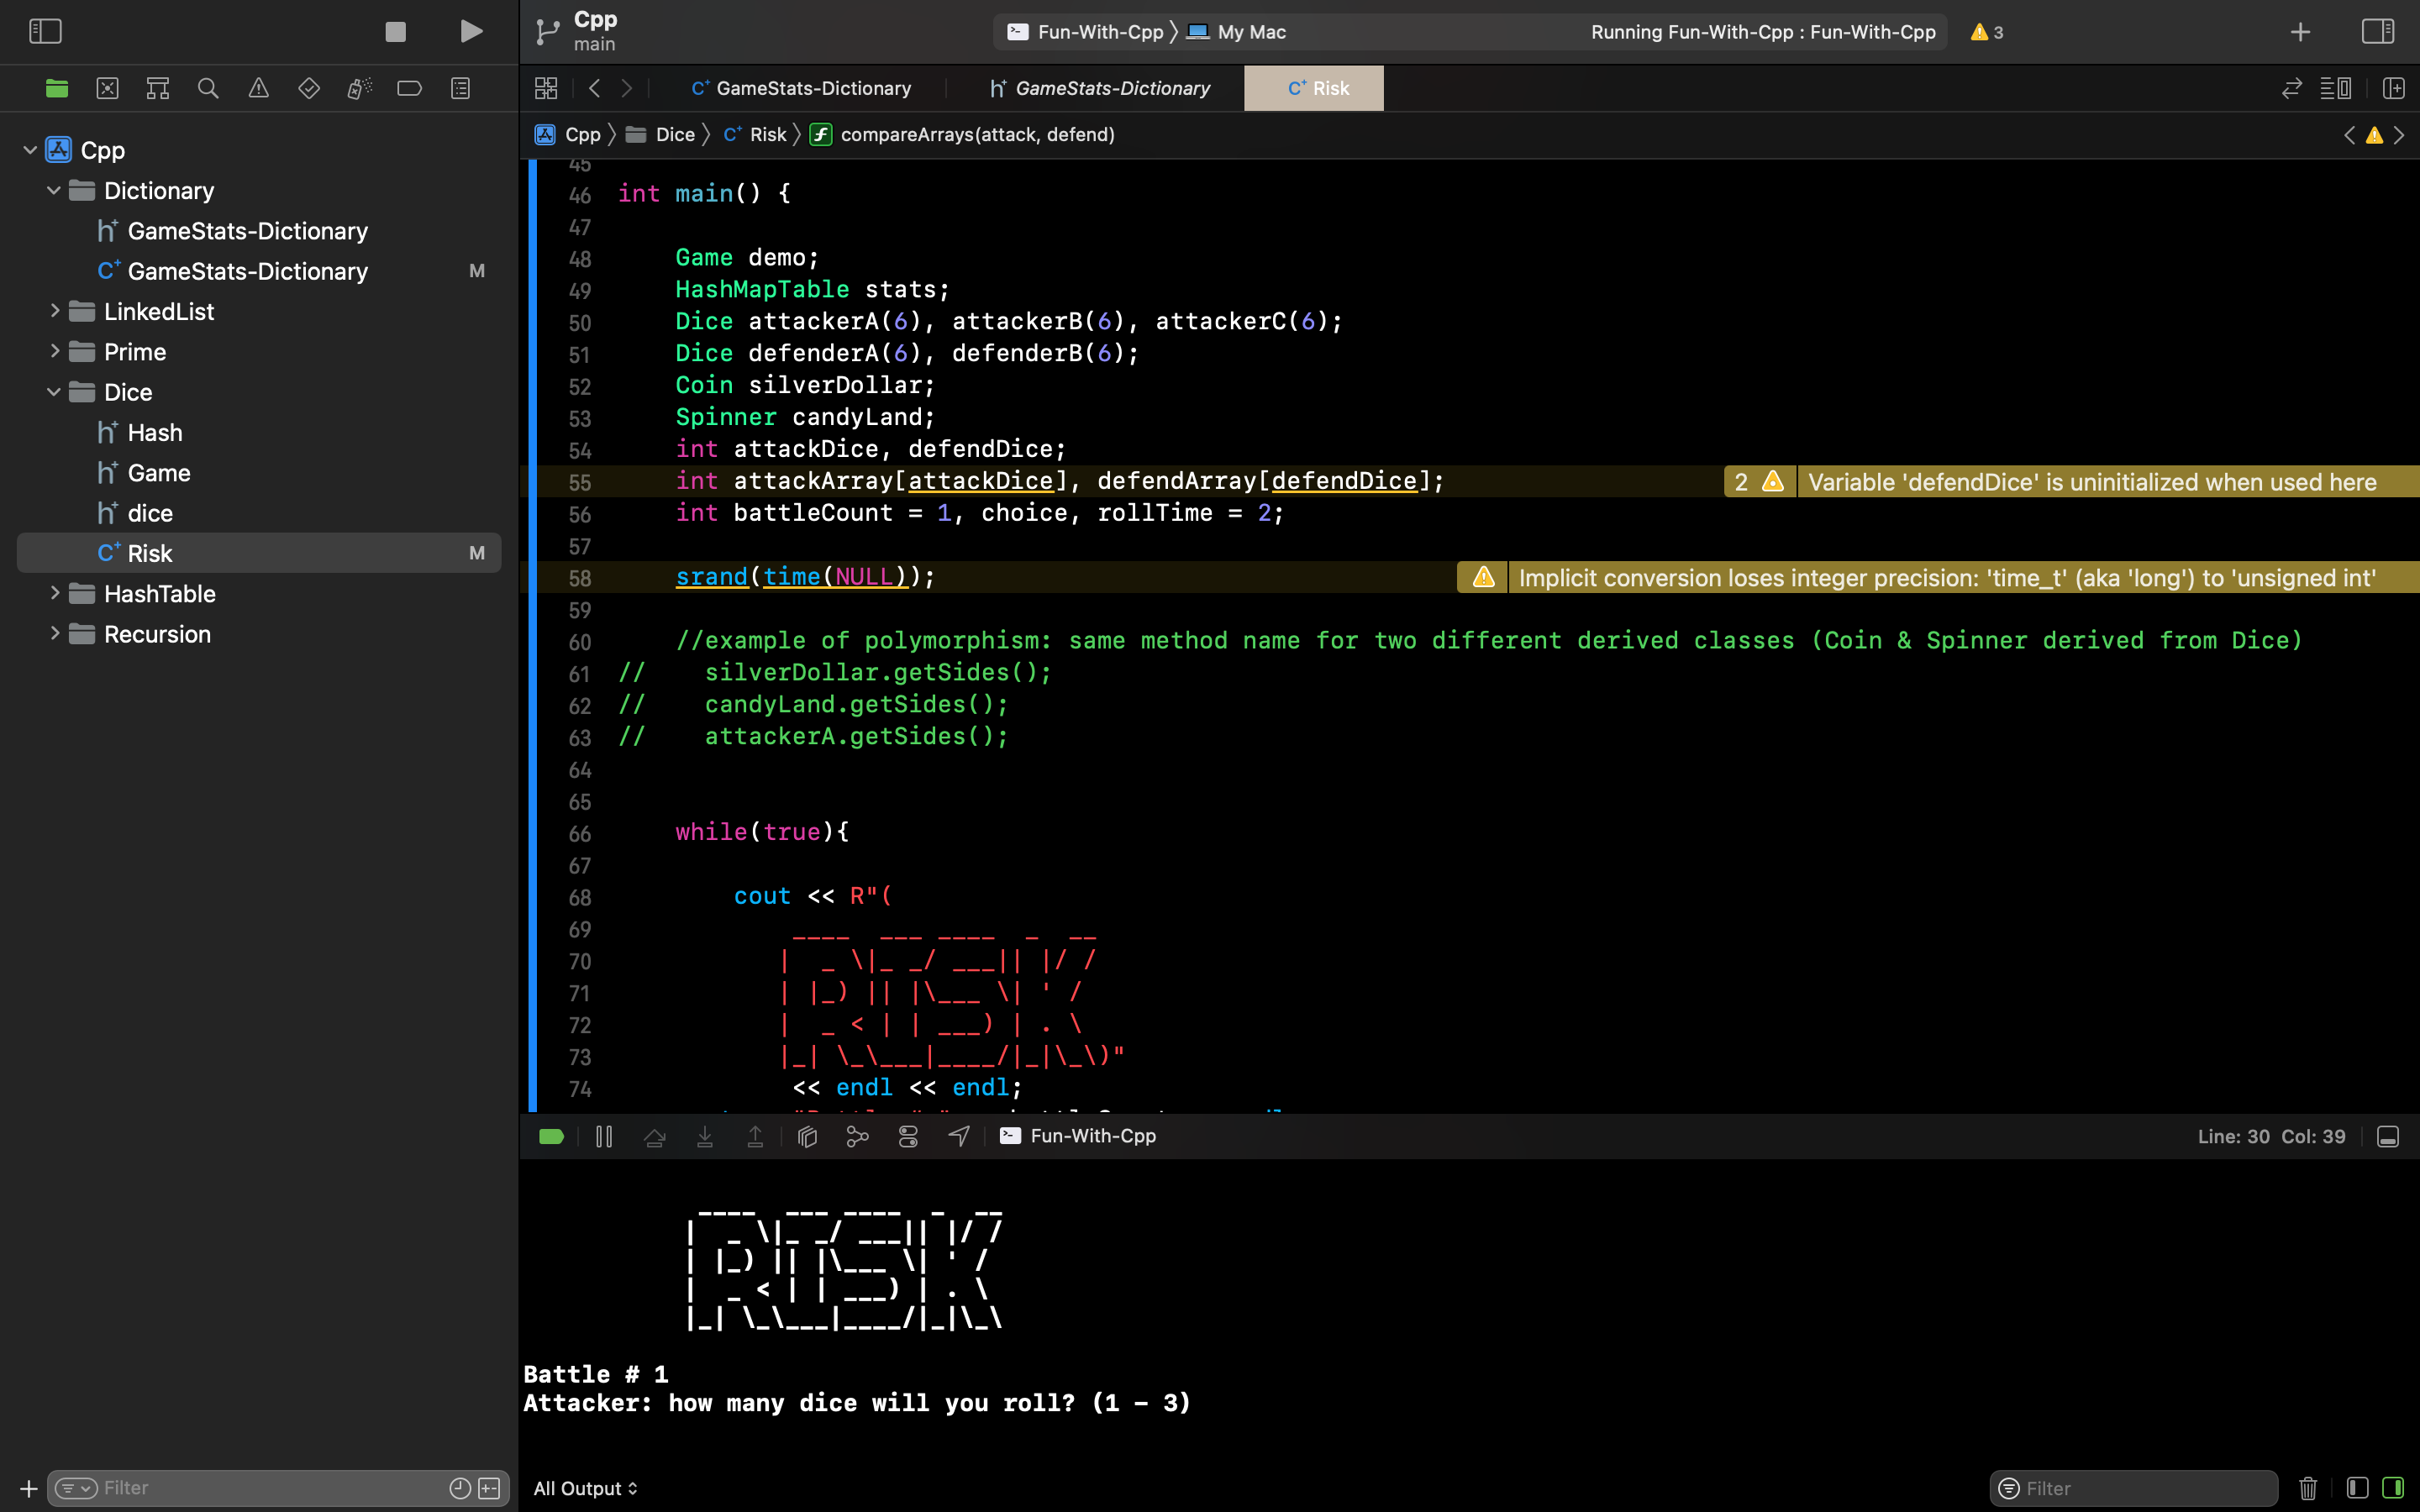 Cpp
main
Fun-With-Cpp
My Mac
Running Fun-With-Cpp : Fun-With-Cpp
3
GameStats-Dictionary
GameStats-Dictionary
Risk
Cpp
Dice
Risk
compareArrays(attack, defend)
Cpp
Dictionary
GameStats-Dictionary
GameStats-Dictionary M
LinkedList
Prime
Dice
Hash
Game
dice
Risk M
HashTable
Recursion
Filter
45
46 int main() {
47
48     Game demo;
49     HashMapTable stats;
50     Dice attackerA(6), attackerB(6), attackerC(6);
51     Dice defenderA(6), defenderB(6);
52     Coin silverDollar;
53     Spinner candyLand;
54     int attackDice, defendDice;
55     int attackArray[attackDice], defendArray[defendDice]; 2 Variable 'defendDice' is uninitialized when used here
56     int battleCount = 1, choice, rollTime = 2;
57
58     srand(time(NULL)); Implicit conversion loses integer precision: 'time_t' (aka 'long') to 'unsigned int'
59
60     //example of polymorphism: same method name for two different derived classes (Coin & Spinner derived from Dice)
61 //    silverDollar.getSides();
62 //    candyLand.getSides();
63 //    attackerA.getSides();
64
65
66     while(true){
67
68         cout << R"(
69             ____  ___ ____  _  __
70            |  _ \|_ _/ ___|| |/ /
71            | |_) || |\___ \| ' /
72            |  _ < | | ___) | . \
73            |_| \_\___|____/|_|\_\)"
74             << endl << endl;
Fun-With-Cpp
Line: 30 Col: 39
 ____  ___ ____  _  __
|  _ \|_ _/ ___|| |/ /
| |_) || |\___ \| ' /
|  _ < | | ___) | . \
|_| \_\___|____/|_|\_\
Battle # 1
Attacker: how many dice will you roll? (1 - 3)
All Output
Filter